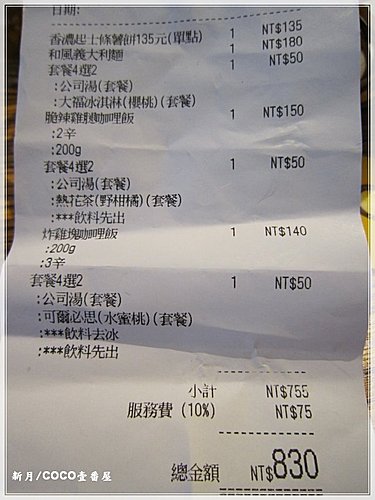 日期:
香濃起士條薯餅135元(單點) 1 NT$135
和風義大利麵 1 NT$180
套餐4選2 1 NT$50
:公司湯(套餐)
:大福冰淇淋(櫻桃)(套餐)
脆辣雞腿咖哩飯 1 NT$150
:2辛
:200g
套餐4選2 1 NT$50
:公司湯(套餐)
:熱花茶(野柑橘)(套餐)
:***飲料先出
炸雞塊咖哩飯 1 NT$140
:200g
:3辛
套餐4選2 1 NT$50
:公司湯(套餐)
:可爾必思(水蜜桃)(套餐)
:***飲料去冰
:***飲料先出
小計 NT$755
服務費(10%) NT$75
總金額 NT$830
新月/COCO壹番屋